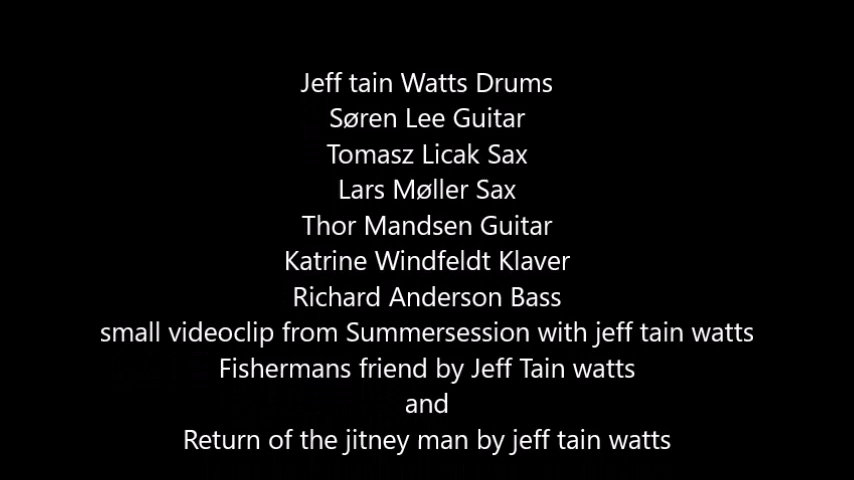 Jeff tain Watts Drums
Søren Lee Guitar
Tomasz Licak Sax
Lars Møller Sax
Thor Mandsen Guitar
Katrine Windfeldt Klaver
Richard Anderson Bass
small videoclip from Summersession with jeff tain watts
Fishermans friend by Jeff Tain watts
and
Return of the jitney man by jeff tain watts